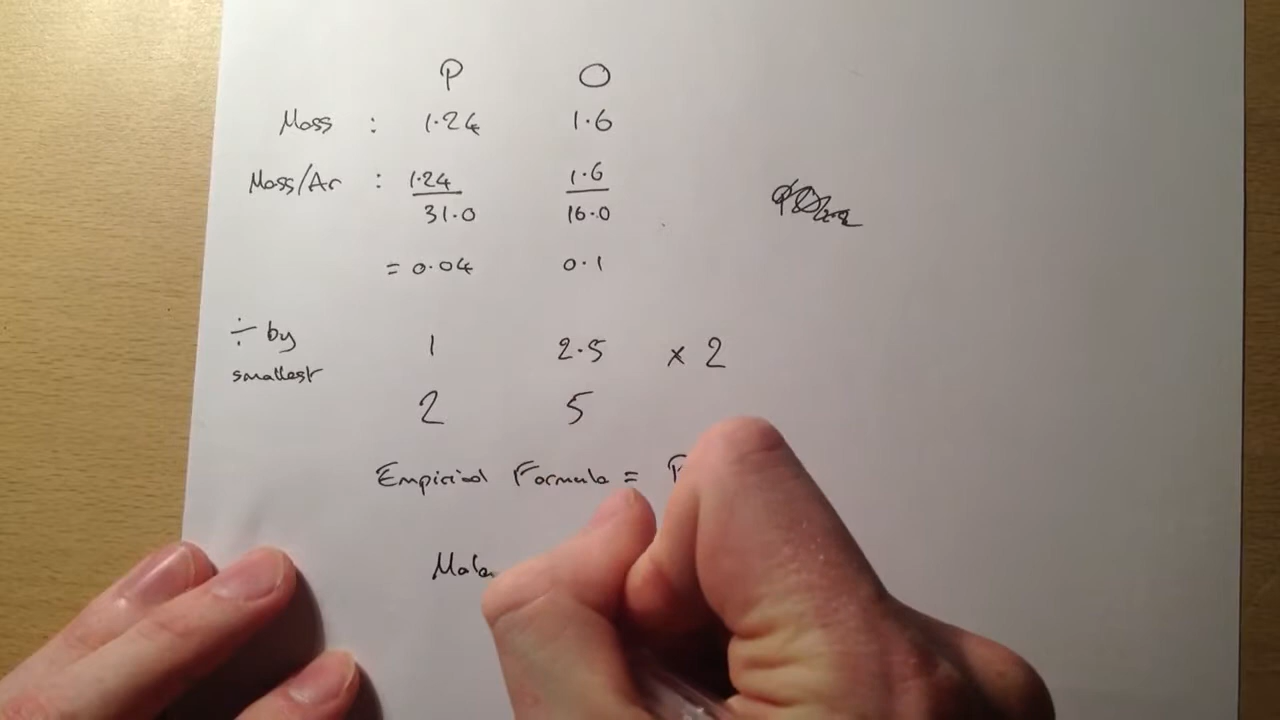 P O
Mass : 1.24 1.6
Mass/Ar : 1.24 1.6
31.0 16.0
= 0.04 0.1
÷ by 1 2.5 × 2
smallest
2 5
Empirical Formula = P